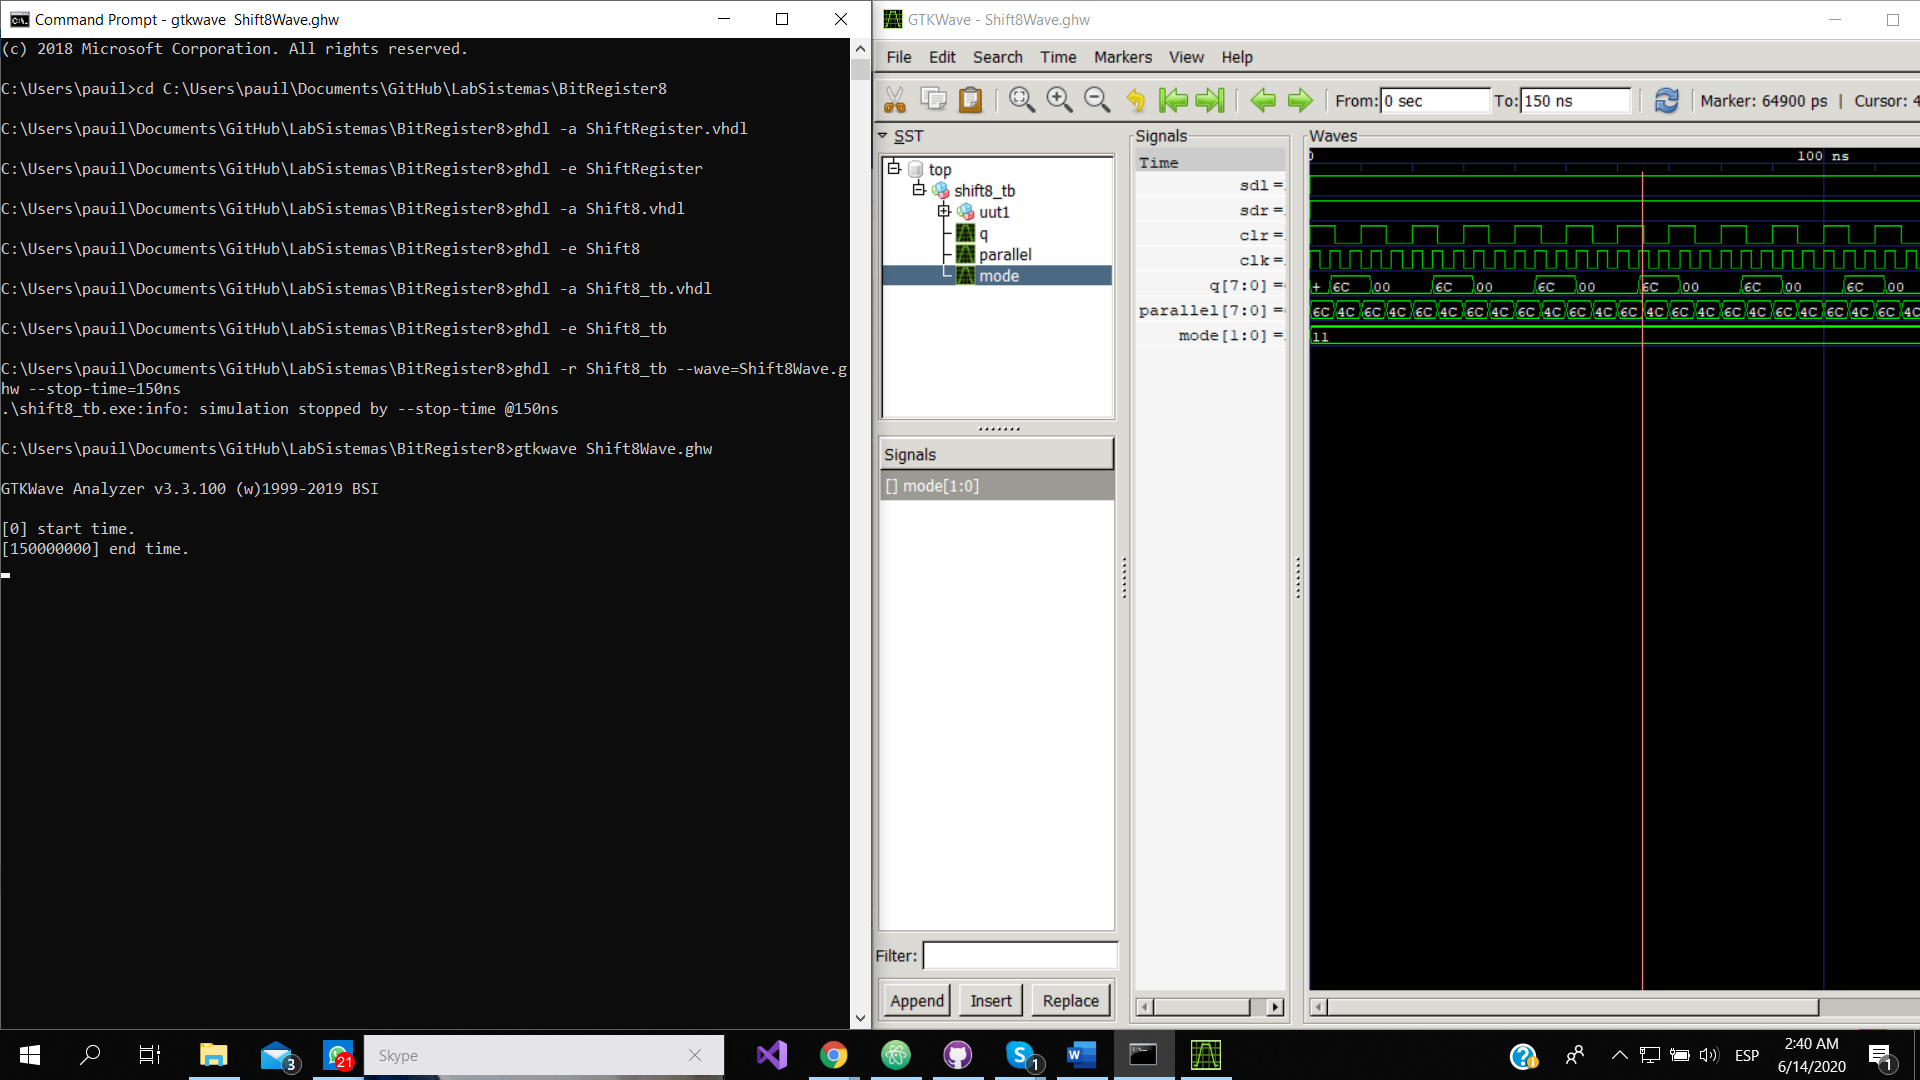 Command Prompt - gtkwave  Shift8Wave.ghw
(c) 2018 Microsoft Corporation. All rights reserved.
C:\Users\pauil>cd C:\Users\pauil\Documents\GitHub\LabSistemas\BitRegister8
C:\Users\pauil\Documents\GitHub\LabSistemas\BitRegister8>ghdl -a ShiftRegister.vhdl
C:\Users\pauil\Documents\GitHub\LabSistemas\BitRegister8>ghdl -e ShiftRegister
C:\Users\pauil\Documents\GitHub\LabSistemas\BitRegister8>ghdl -a Shift8.vhdl
C:\Users\pauil\Documents\GitHub\LabSistemas\BitRegister8>ghdl -e Shift8
C:\Users\pauil\Documents\GitHub\LabSistemas\BitRegister8>ghdl -a Shift8_tb.vhdl
C:\Users\pauil\Documents\GitHub\LabSistemas\BitRegister8>ghdl -e Shift8_tb
C:\Users\pauil\Documents\GitHub\LabSistemas\BitRegister8>ghdl -r Shift8_tb --wave=Shift8Wave.g
hw --stop-time=150ns
.\shift8_tb.exe:info: simulation stopped by --stop-time @150ns
C:\Users\pauil\Documents\GitHub\LabSistemas\BitRegister8>gtkwave Shift8Wave.ghw
GTKWave Analyzer v3.3.100 (w)1999-2019 BSI
[0] start time.
[150000000] end time.
GTKWave - Shift8Wave.ghw
File Edit Search Time Markers View Help
From: 0 sec To: 150 ns Marker: 64900 ps | Cursor: 4
SST
top
shift8_tb
uut1
q
parallel
mode
Signals
[] mode[1:0]
Filter:
Append Insert Replace
Signals
Time
sdl =
sdr =
clr =
clk =
q[7:0] =
parallel[7:0] =
mode[1:0] =
Waves
0 100 ns
+ 6C 00 6C 00 6C 00 6C 00 6C 00 6C 00
6C 4C 6C 4C 6C 4C 6C 4C 6C 4C 6C 4C 6C 4C 6C 4C 6C 4C 6C 4C 6C 4C 6C 4C
11
3
21
Skype
1
ESP
2:40 AM
6/14/2020
1